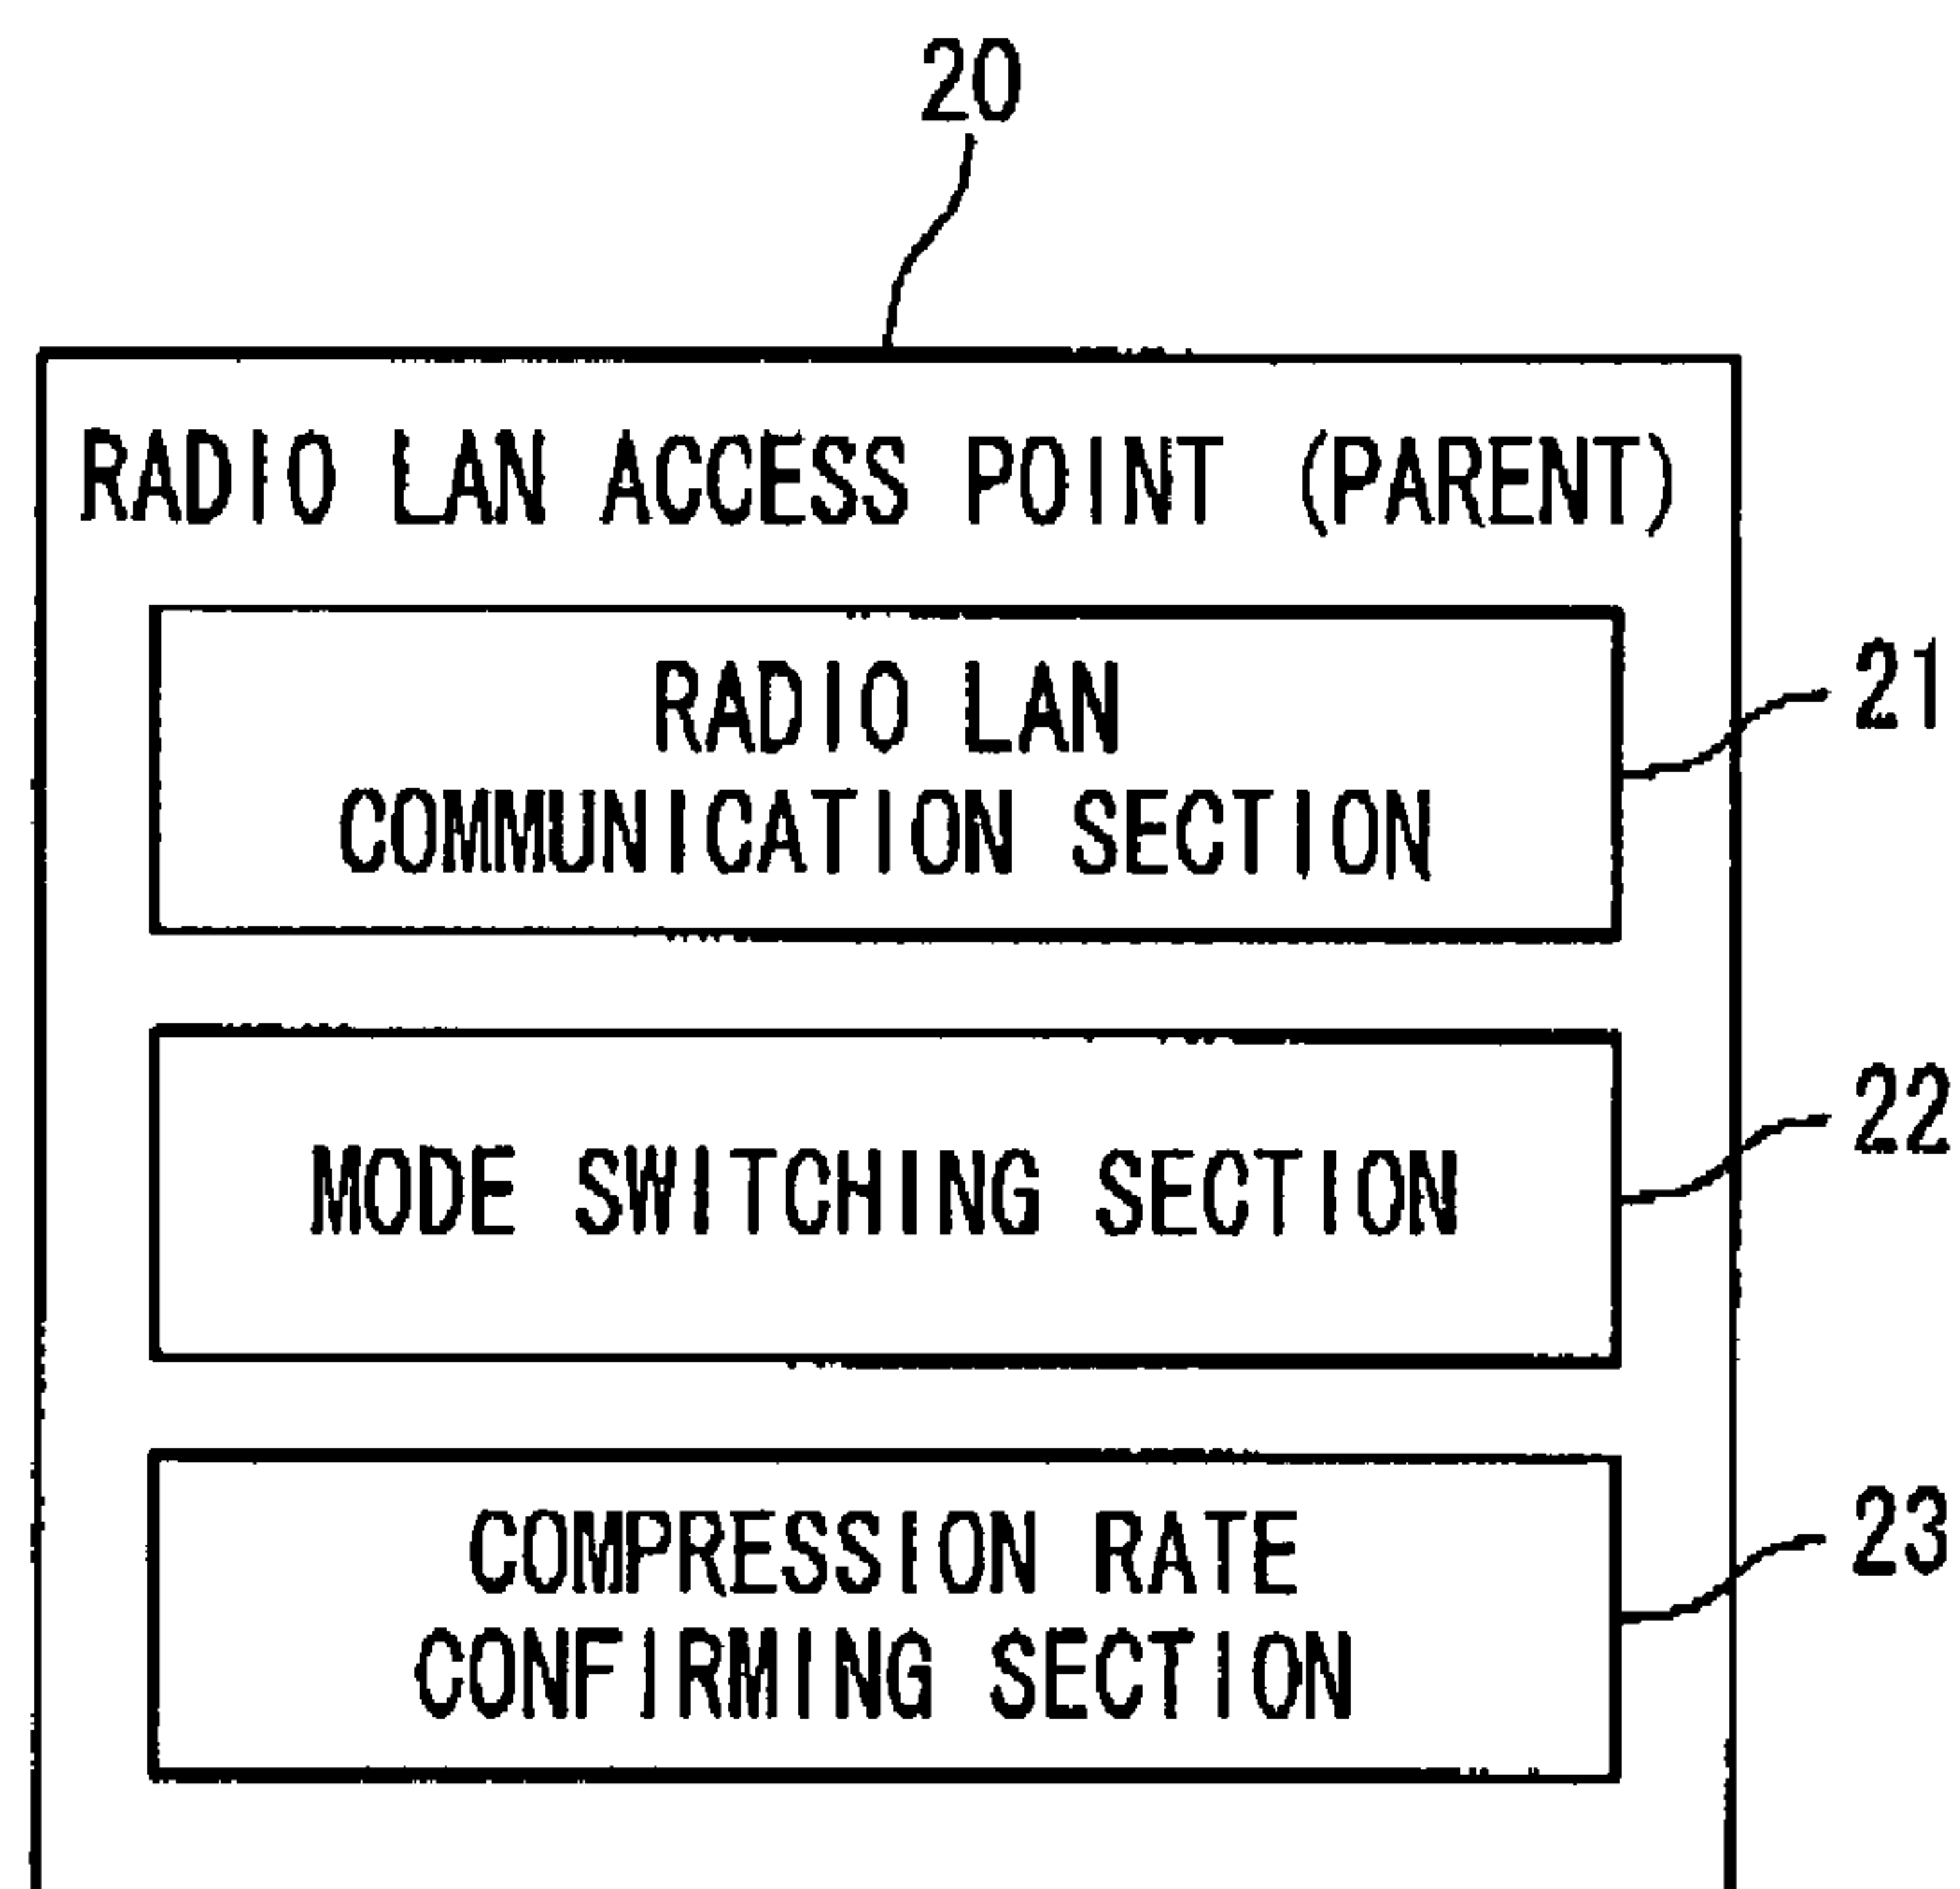 20
RADIO LAN ACCESS POINT (PARENT)
RADIO LAN
COMMUNICATION SECTION
21
MODE SWITCHING SECTION
22
COMPRESSION RATE
CONFIRMING SECTION
23